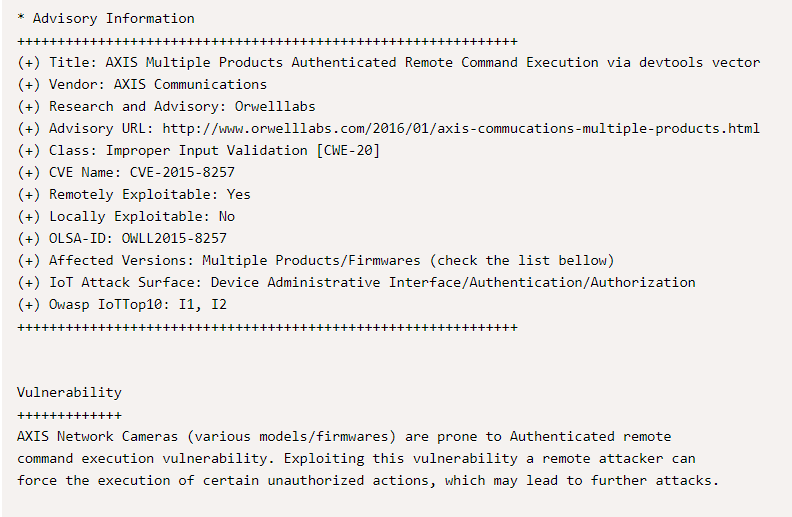 * Advisory Information
++++++++++++++++++++++++++++++++++++++++++++++++++++++++++++++
(+) Title: AXIS Multiple Products Authenticated Remote Command Execution via devtools vector
(+) Vendor: AXIS Communications
(+) Research and Advisory: Orwelllabs
(+) Advisory URL: http://www.orwelllabs.com/2016/01/axis-commucations-multiple-products.html
(+) Class: Improper Input Validation [CWE-20]
(+) CVE Name: CVE-2015-8257
(+) Remotely Exploitable: Yes
(+) Locally Exploitable: No
(+) OLSA-ID: OWLL2015-8257
(+) Affected Versions: Multiple Products/Firmwares (check the list bellow)
(+) IoT Attack Surface: Device Administrative Interface/Authentication/Authorization
(+) Owasp IoTTop10: I1, I2
++++++++++++++++++++++++++++++++++++++++++++++++++++++++++++++
Vulnerability
+++++++++++++
AXIS Network Cameras (various models/firmwares) are prone to Authenticated remote
command execution vulnerability. Exploiting this vulnerability a remote attacker can
force the execution of certain unauthorized actions, which may lead to further attacks.